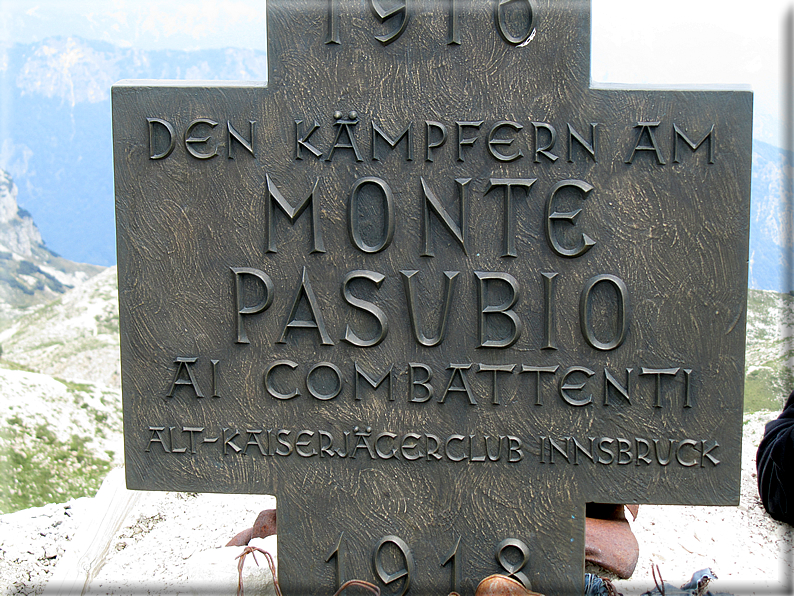 1916
DEN KÄMPFERN AM
MONTE
PASUBIO
AI COMBATTENTI
ALT-KAISERJÄGERCLUB INNSBRUCK
1918